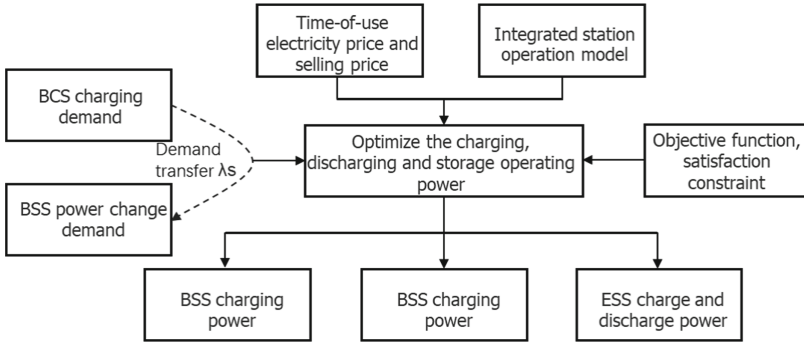 Time-of-use
electricity price and
selling price
Integrated station
operation model
BCS charging
demand
Demand
transfer λs
BSS power change
demand
Optimize the charging,
discharging and storage operating
power
Objective function,
satisfaction
constraint
BSS charging
power
BSS charging
power
ESS charge and
discharge power